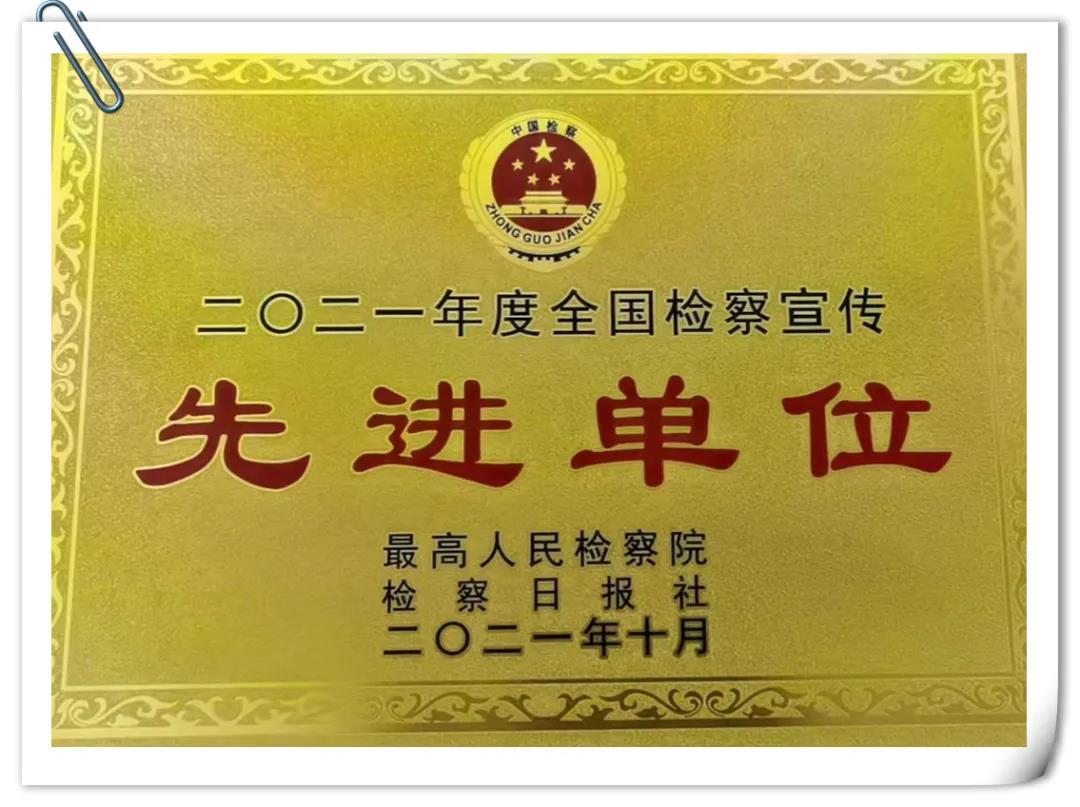 中国检察
ZHONG GUO JIAN CHA
二〇二一年度全国检察宣传
先进单位
最高人民检察院
检察日报社
二〇二一年十月